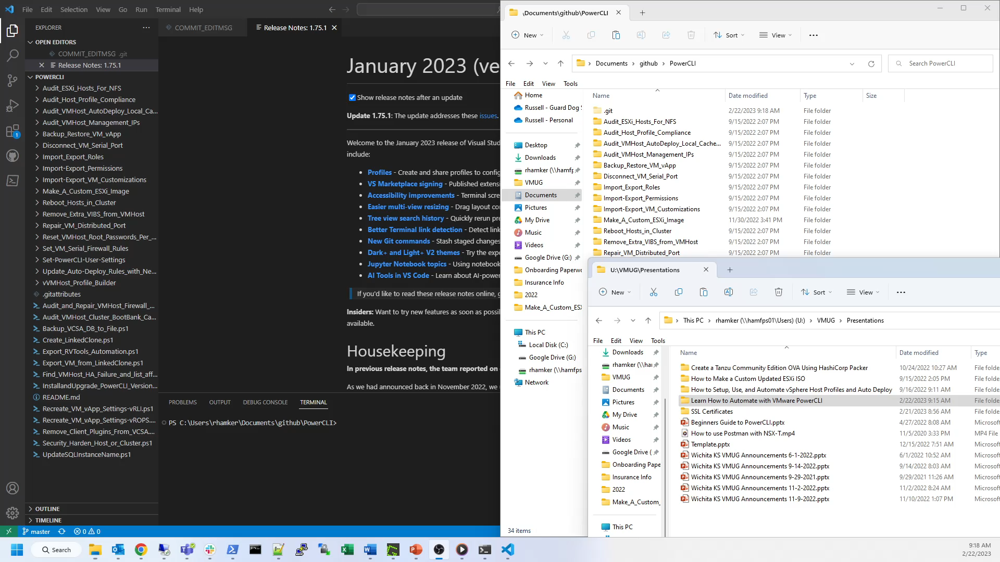 File Edit Selection View Go Run Terminal Help
EXPLORER
OPEN EDITORS
COMMIT_EDITMSG .git
Release Notes: 1.75.1
POWERCLI
Audit_ESXi_Hosts_For_NFS
Audit_Host_Profile_Compliance
Audit_VMHost_AutoDeploy_Local_Ca...
Audit_VMHost_Management_IPs
Backup_Restore_VM_vApp
Disconnect_VM_Serial_Port
Import_Export_Roles
Import-Export_Permissions
Import-Export_VM_Customizations
Make_A_Custom_ESXi_Image
Reboot_Hosts_in_Cluster
Remove_Extra_VIBS_from_VMHost
Repair_VM_Distributed_Port
Reset_VMHost_Root_Passwords_Per_...
Set_VM_Serial_Firewall_Rules
Set-PowerCLI-User-Settings
Update_Auto-Deploy_Rules_with_Ne...
vVMHost_Profile_Builder
.gitattributes
Audit_and_Repair_VMHost_Firewall_...
Audit_VMHost_Cluster_BootBank_Ca...
Backup_VCSA_DB_to_File.ps1
Create_LinkedClone.ps1
Export_RVTools_Automation.ps1
Export_VM_from_LinkedClone.ps1
Find_VMHost_HA_Failure_and_list_aff...
InstallandUpgrade_PowerCLI_Version...
README.md
Recreate_VM_vApp_Settings-vRLI.ps1
Recreate_VM_vApp_Settings-vROPS....
Remove_Client_Plugins_From_VCSA....
Security_Harden_Host_or_Cluster.ps1
UpdateSQLInstanceName.ps1
OUTLINE
TIMELINE
1
master 0 0
COMMIT_EDITMSG Release Notes: 1.75.1
January 2023 (ve
Show release notes after an update
Update 1.75.1: The update addresses these issues.
Welcome to the January 2023 release of Visual Stud
include:
Profiles - Create and share profiles to config
VS Marketplace signing - Published extensi
Accessibility improvements - Terminal scre
Easier multi-view resizing - Drag layout co
Tree view search history - Quickly rerun pre
Better Terminal link detection - Detect link
New Git commands - Stash staged changes
Dark+ and Light+ V2 themes - Try the expe
Jupyter Notebook topics - Using notebook
AI Tools in VS Code - Learn about AI-power
If you'd like to read these release notes online, g
Insiders: Want to try new features as soon as possil
available.
Housekeeping
In previous release notes, the team reported on
As we had announced back in November 2022, we
PROBLEMS OUTPUT DEBUG CONSOLE TERMINAL
PS C:\Users\rhamker\Documents\github\PowerCLI>
\Documents\github\PowerCLI
New Sort View
Documents github PowerCLI
Search PowerCLI
File Edit View Tools
Home
Russell - Guard Dog
Russell - Personal
Desktop
Downloads
rhamker (\\hamfp
VMUG
Documents
Pictures
My Drive
Music
Videos
Google Drive (G:)
Onboarding Paperwo
Insurance Info
2022
Make_A_Custom_ESX
This PC
Local Disk (C:)
Google Drive (G:)
rhamker (\\hamfps
Network
34 items
Name Date modified Type Size
.git 2/22/2023 9:18 AM File folder
Audit_ESXi_Hosts_For_NFS 9/15/2022 2:07 PM File folder
Audit_Host_Profile_Compliance 9/15/2022 2:07 PM File folder
Audit_VMHost_AutoDeploy_Local_Cache... 9/15/2022 2:07 PM File folder
Audit_VMHost_Management_IPs 9/15/2022 2:07 PM File folder
Backup_Restore_VM_vApp 9/15/2022 2:07 PM File folder
Disconnect_VM_Serial_Port 9/15/2022 2:07 PM File folder
Import_Export_Roles 9/15/2022 2:07 PM File folder
Import-Export_Permissions 9/15/2022 2:07 PM File folder
Import-Export_VM_Customizations 9/15/2022 2:07 PM File folder
Make_A_Custom_ESXi_Image 11/30/2022 3:41 PM File folder
Reboot_Hosts_in_Cluster 9/15/2022 2:07 PM File folder
Remove_Extra_VIBS_from_VMHost 9/15/2022 2:07 PM File folder
Repair_VM_Distributed_Port 9/15/2022 2:07 PM File folder
U:\VMUG\Presentations
New Sort View
This PC rhamker (\\hamfps01\Users) (U:) VMUG Presentations
File Edit View Tools
Downloads
rhamker (\\hai
VMUG
Documents
Pictures
My Drive
Music
Videos
Google Drive (
Onboarding Pape
Insurance Info
2022
Make_A_Custom_
This PC
Name Date modified Type
Create a Tanzu Community Edition OVA Using HashiCorp Packer 10/24/2022 10:27 AM File folde
How to Make a Custom Updated ESXi ISO 9/15/2022 2:05 PM File folde
How to Setup, Use, and Automate vSphere Host Profiles and Auto Deploy 9/16/2022 9:11 AM File folde
Learn How to Automate with VMware PowerCLI 2/22/2023 9:15 AM File folde
SSL Certificates 2/21/2023 8:56 AM File folde
Beginners Guide to PowerCLI.pptx 4/27/2022 8:08 AM Microsof
How to use Postman with NSX-T.mp4 11/5/2020 3:33 PM MP4 File
Template.pptx 12/15/2022 7:51 AM Microsof
Wichita KS VMUG Announcements 6-1-2022.pptx 6/1/2022 10:52 AM Microsof
Wichita KS VMUG Announcements 9-14-2022.pptx 9/14/2022 8:03 AM Microsof
Wichita KS VMUG Announcements 9-29-2021.pptx 9/29/2021 11:26 AM Microsof
Wichita KS VMUG Announcements 11-2-2022.pptx 11/2/2022 8:24 AM Microsof
Wichita KS VMUG Announcements 11-9-2022.pptx 11/10/2022 1:07 PM Microsof
Search
9:18 AM
2/22/2023